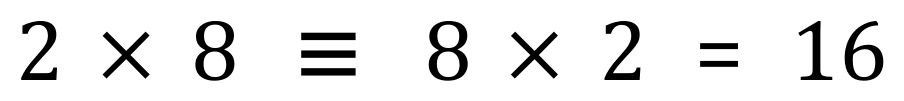 2 × 8 ≡ 8 × 2 = 16